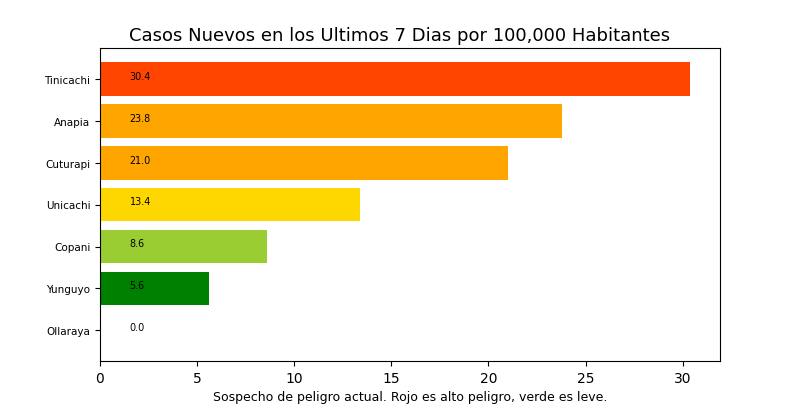 Casos Nuevos en los Ultimos 7 Dias por 100,000 Habitantes
Tinicachi 30.4
Anapia 23.8
Cuturapi 21.0
Unicachi 13.4
Copani 8.6
Yunguyo 5.6
Ollaraya 0.0
0 5 10 15 20 25 30
Sospecho de peligro actual. Rojo es alto peligro, verde es leve.